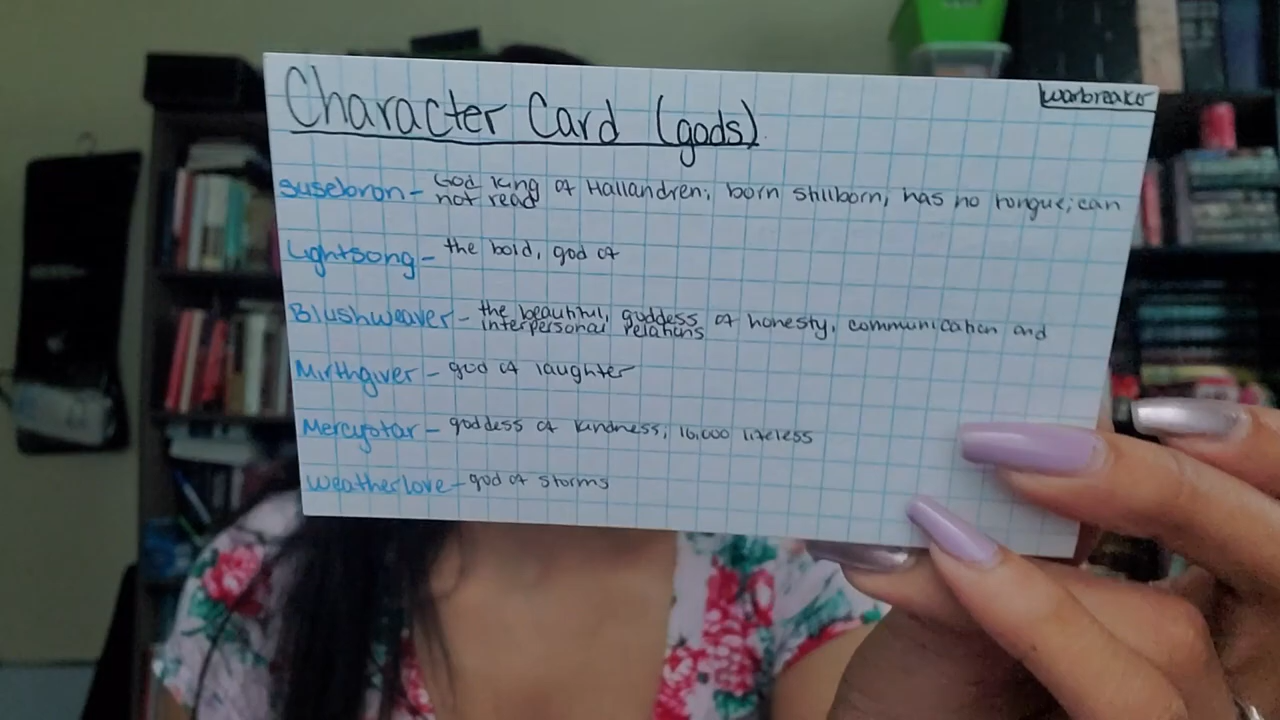 Character Card (gods)
Warbreaker
Susebron - God King of Hallandren; born stillborn, has no tongue; can
not read
Lightsong - the bold, god of
Blushweaver - the beautiful, goddess of honesty, communication and
interpersonal relations
Mirthgiver - god of laughter
Mercystar - goddess of kindness, 10,000 lifeless
Weatherlove - god of storms